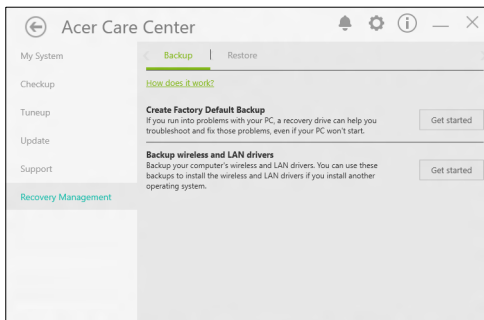 Acer Care Center
My System
Checkup
Tuneup
Update
Support
Recovery Management
Backup
Restore
How does it work?
Create Factory Default Backup
If you run into problems with your PC, a recovery drive can help you
troubleshoot and fix those problems, even if your PC won't start.
Get started
Backup wireless and LAN drivers
Backup your computer's wireless and LAN drivers. You can use these
backups to install the wireless and LAN drivers if you install another
operating system.
Get started